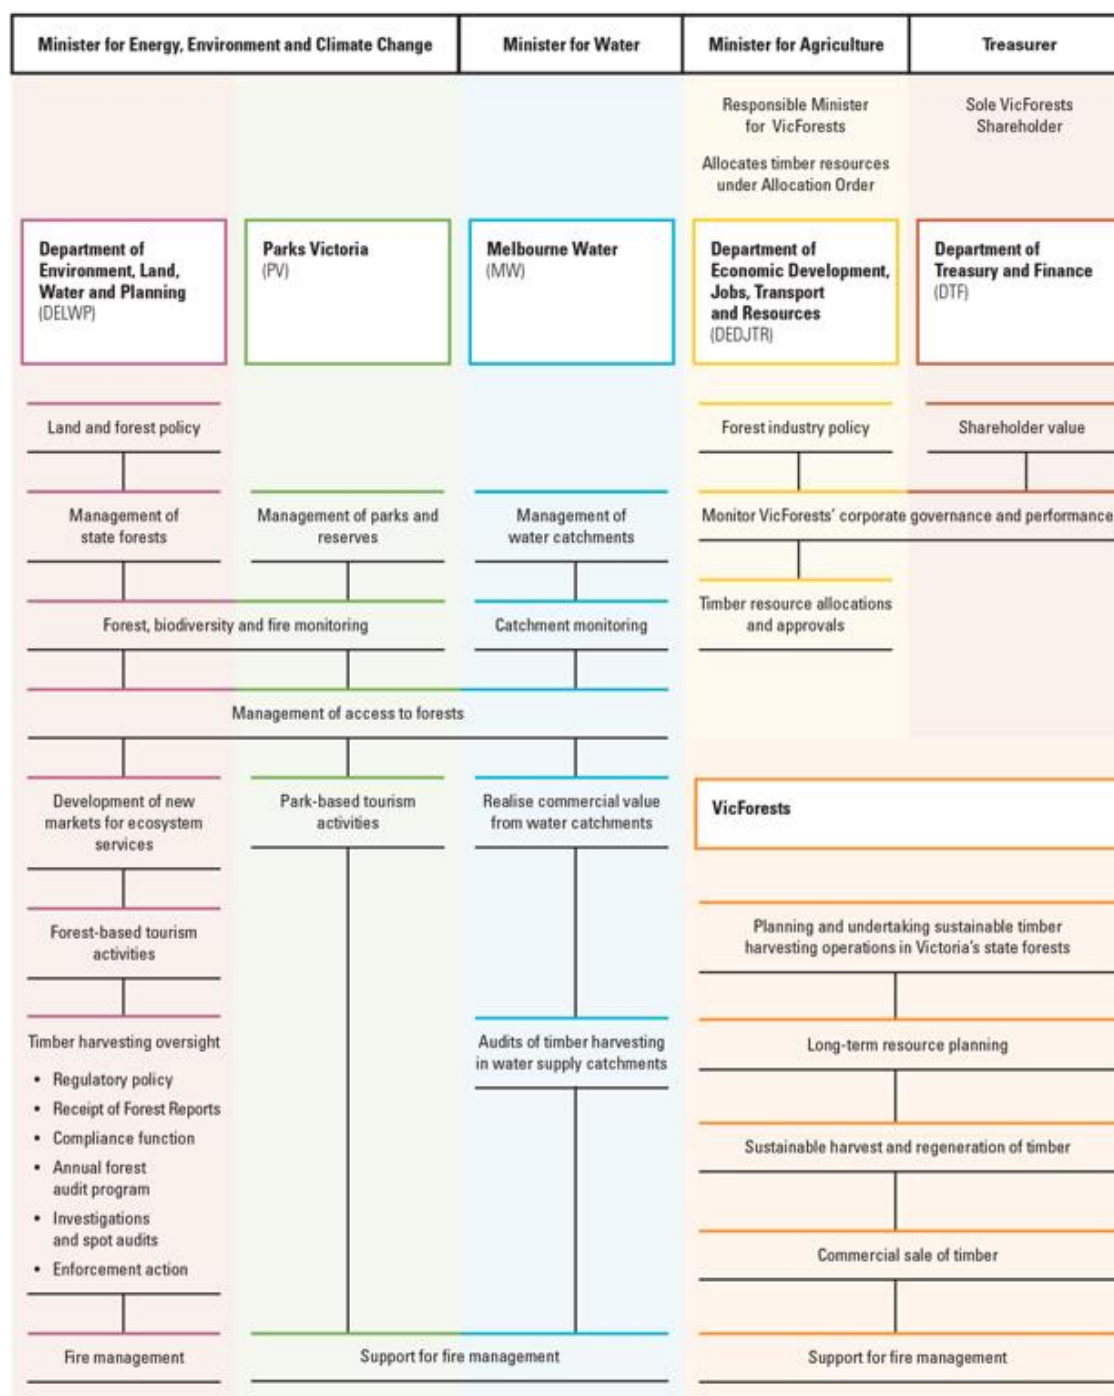 Minister for Energy, Environment and Climate Change
Minister for Water
Minister for Agriculture
Treasurer
Responsible Minister
for VicForests
Allocates timber resources
under Allocation Order
Sole VicForests
Shareholder
Department of
Environment, Land,
Water and Planning
(DELWP)
Parks Victoria
(PV)
Melbourne Water
(MW)
Department of
Economic Development,
Jobs, Transport
and Resources
(DEDJTR)
Department of
Treasury and Finance
(DTF)
Land and forest policy
Forest industry policy
Shareholder value
Management of
state forests
Management of parks and
reserves
Management of
water catchments
Monitor VicForests' corporate governance and performance
Forest, biodiversity and fire monitoring
Catchment monitoring
Timber resource allocations
and approvals
Management of access to forests
Development of new
markets for ecosystem
services
Park-based tourism
activities
Realise commercial value
from water catchments
VicForests
Forest-based tourism
activities
Planning and undertaking sustainable timber
harvesting operations in Victoria's state forests
Timber harvesting oversight
• Regulatory policy
• Receipt of Forest Reports
• Compliance function
• Annual forest
audit program
• Investigations
and spot audits
• Enforcement action
Audits of timber harvesting
in water supply catchments
Long-term resource planning
Sustainable harvest and regeneration of timber
Commercial sale of timber
Fire management
Support for fire management
Support for fire management